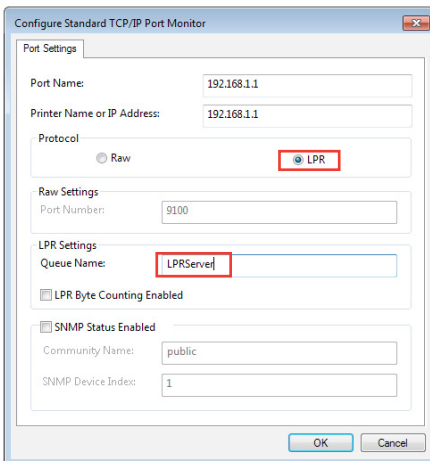 Configure Standard TCP/IP Port Monitor
Port Settings
Port Name: 192.168.1.1
Printer Name or IP Address: 192.168.1.1
Protocol
Raw LPR
Raw Settings
Port Number: 9100
LPR Settings
Queue Name: LPRServer
LPR Byte Counting Enabled
SNMP Status Enabled
Community Name: public
SNMP Device Index: 1
OK Cancel